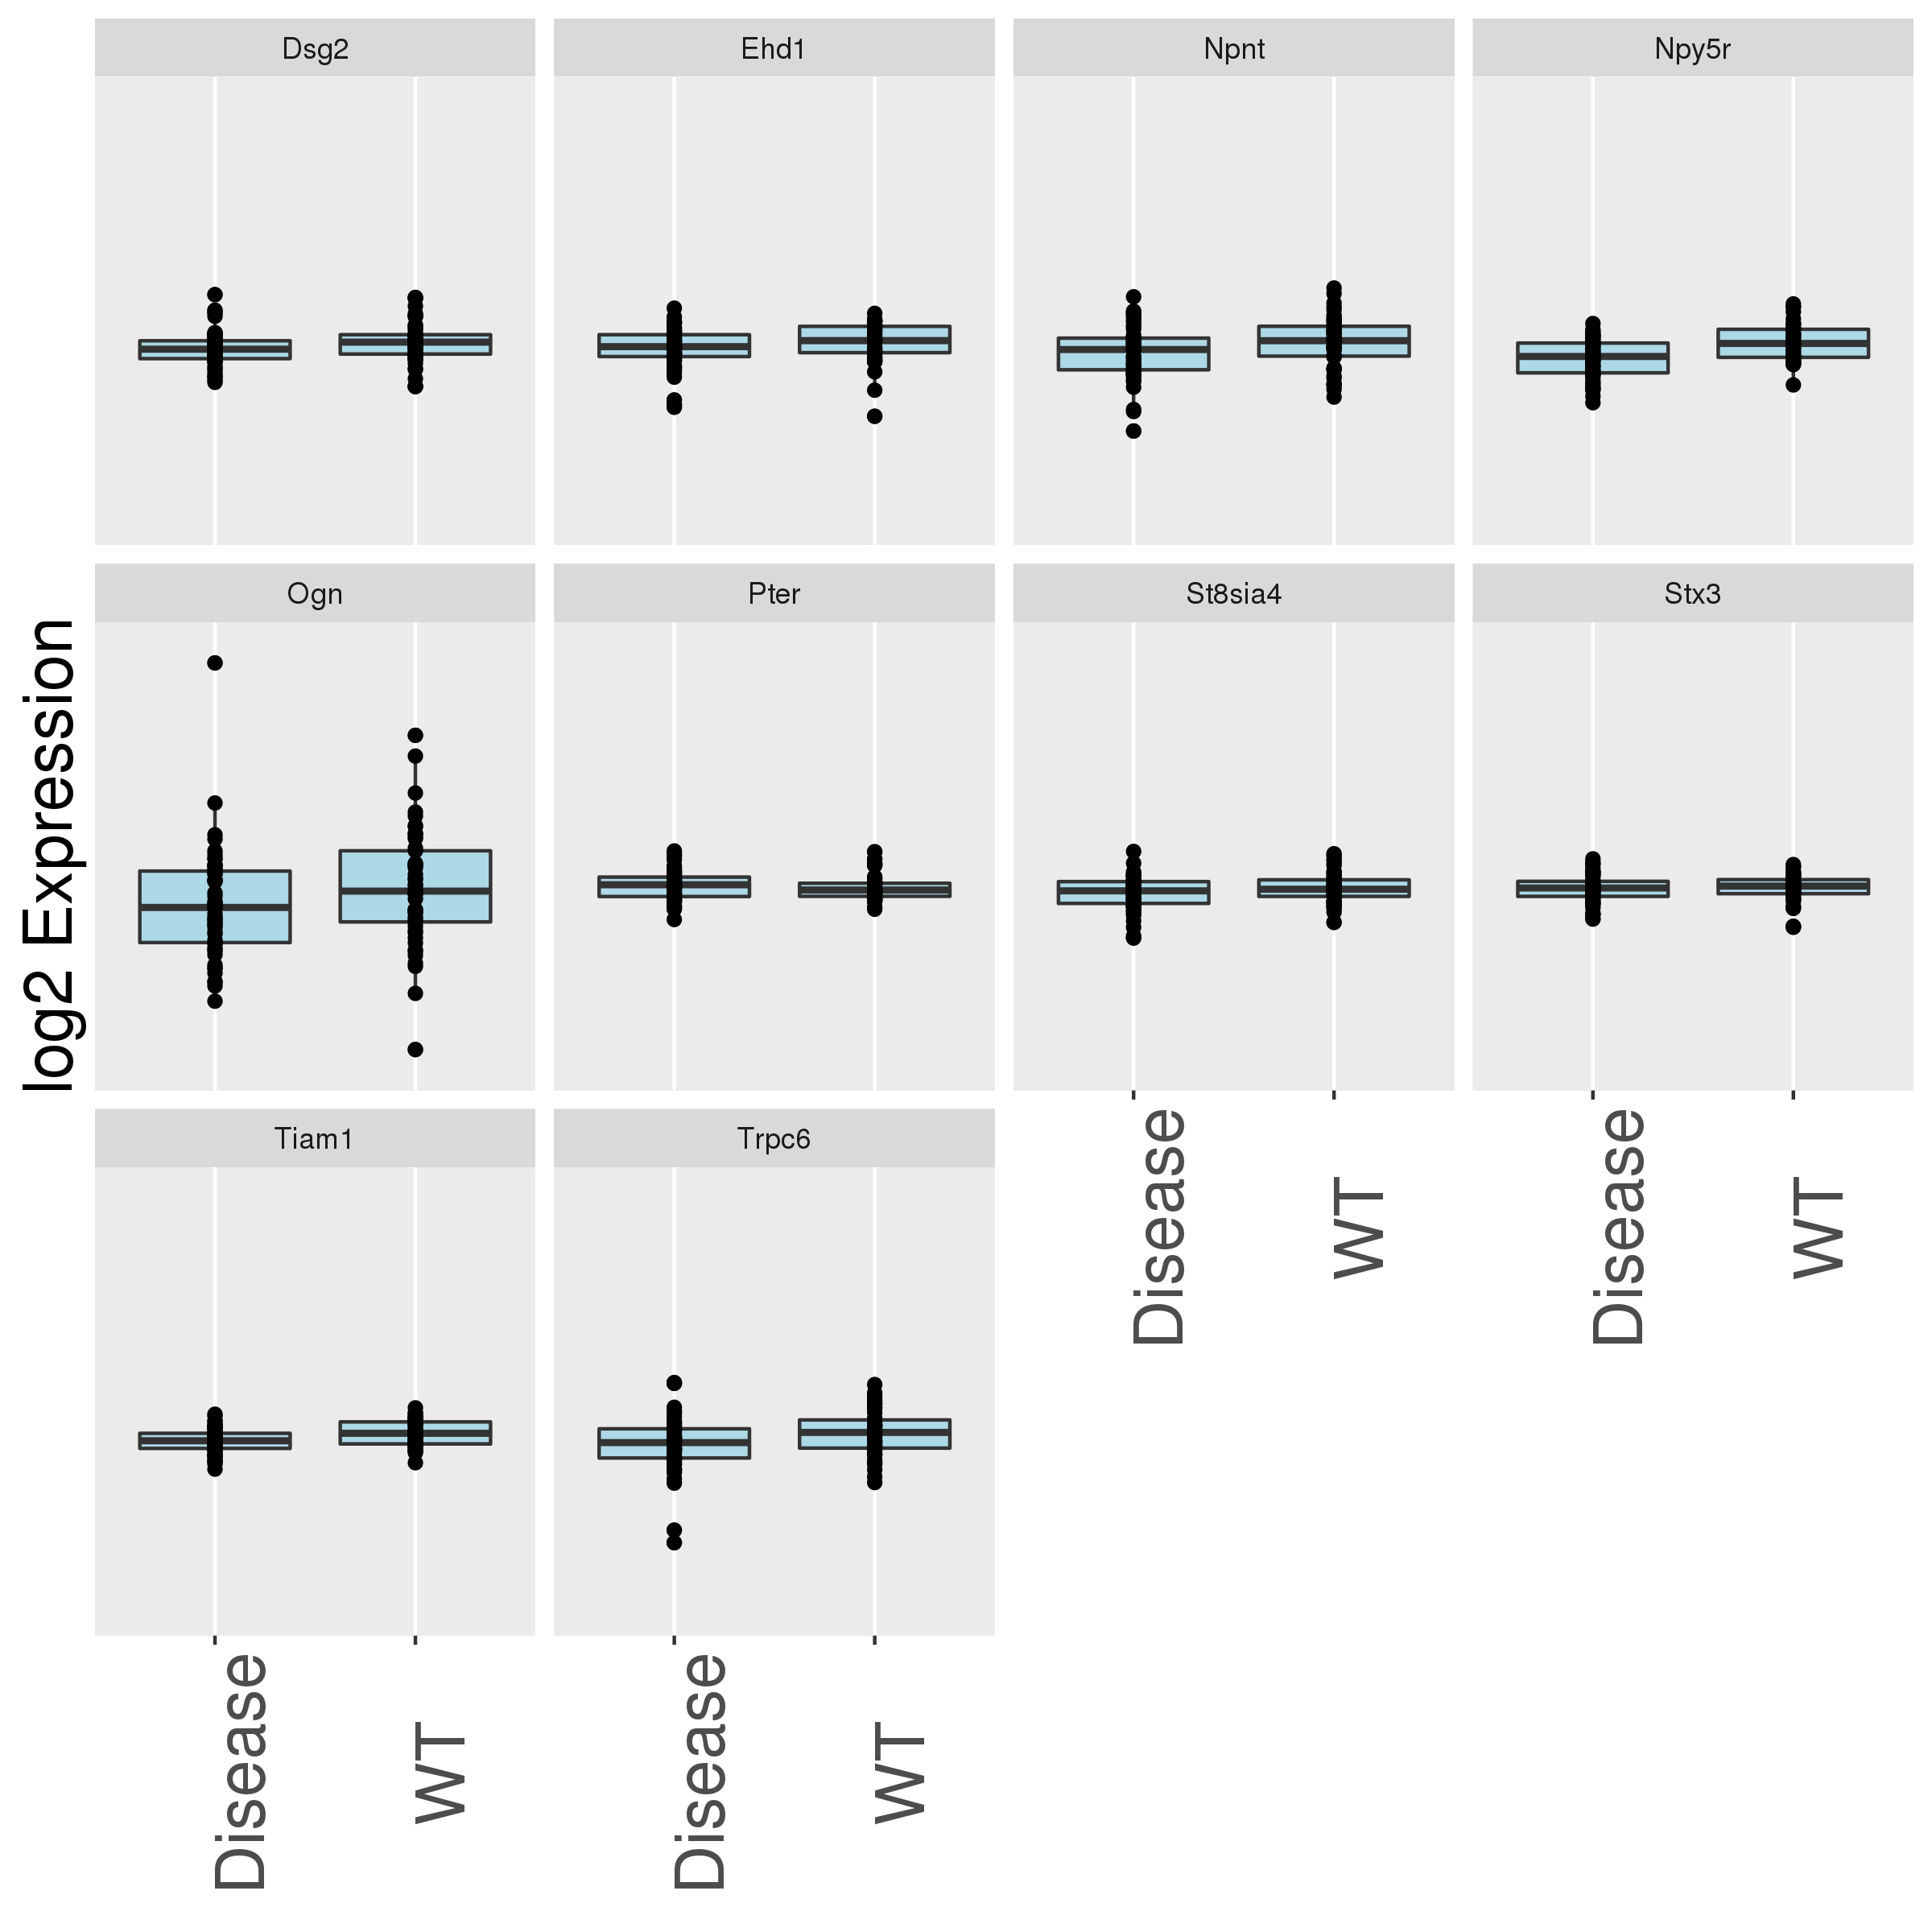 Dsg2
Ehd1
Npnt
Npy5r
log2 Expression
Ogn
Pter
St8sia4
Stx3
Tiam1
Trpc6
Disease
WT
Disease
WT
Disease
WT
Disease
WT